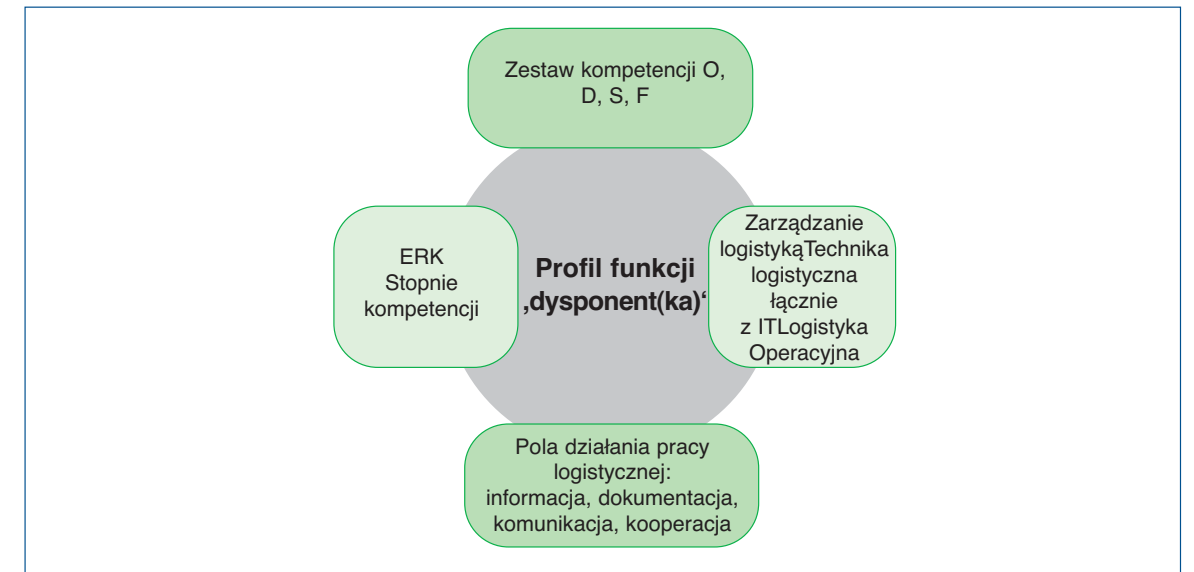 Zestaw kompetencji O,
D, S, F
ERK
Stopnie
kompetencji
Profil funkcji
‚dysponent(ka)‘
Zarządzanie
logistykąTechnika
logistyczna
łącznie
z ITLogistyka
Operacyjna
Pola działania pracy
logistycznej:
informacja, dokumentacja,
komunikacja, kooperacja